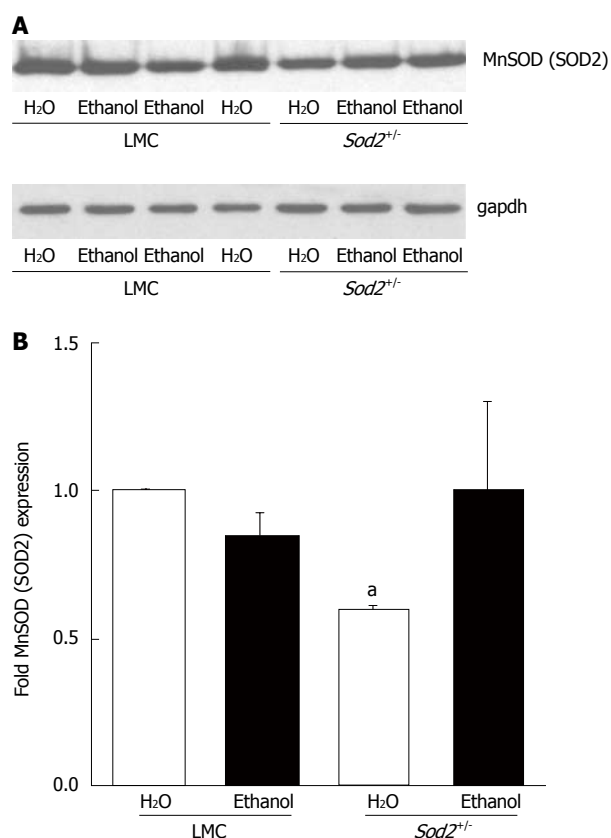 A
MnSOD (SOD2)
H₂O Ethanol Ethanol H₂O H₂O Ethanol Ethanol
LMC Sod2⁺/⁻
gapdh
H₂O Ethanol Ethanol H₂O H₂O Ethanol Ethanol
LMC Sod2⁺/⁻
B
Fold MnSOD (SOD2) expression
1.5
1.0
0.5
0.0
a
H₂O Ethanol H₂O Ethanol
LMC Sod2⁺/⁻